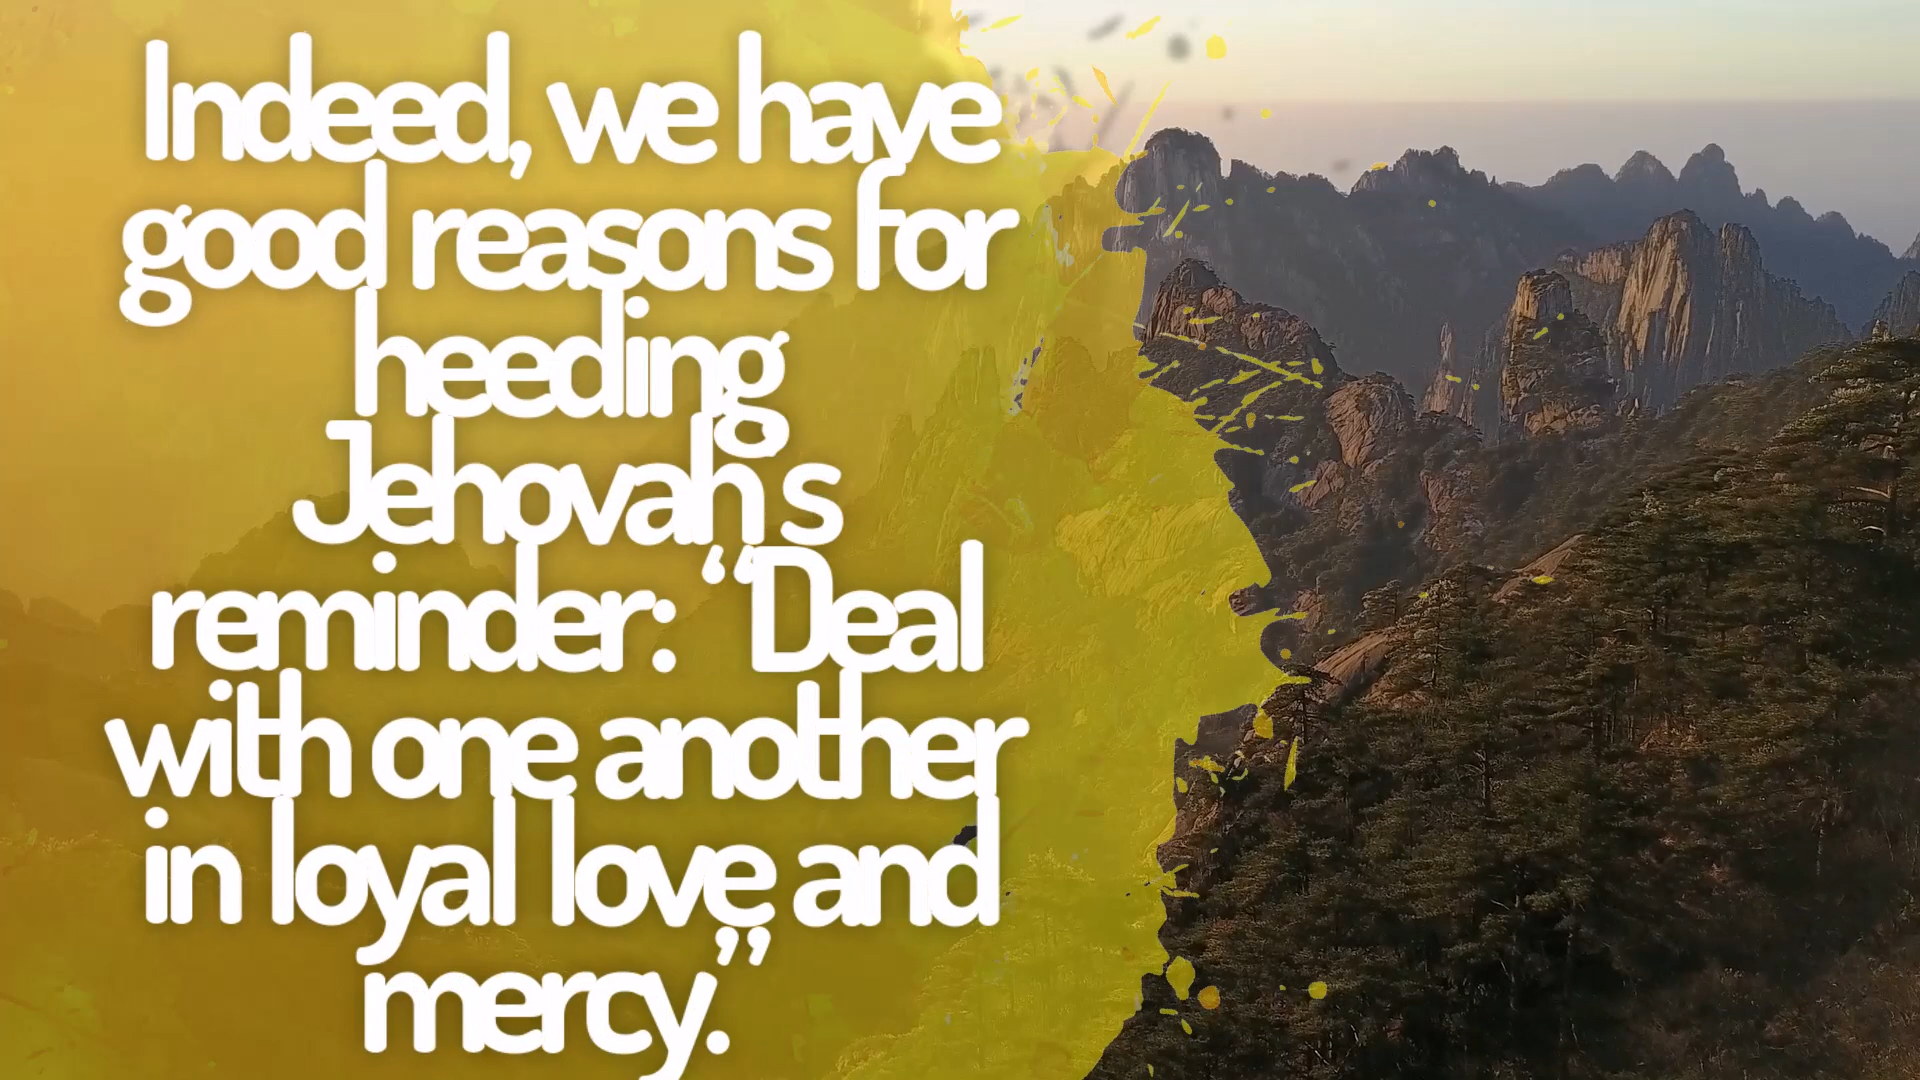 Indeed, we have
good reasons for
heeding
Jehovah's
reminder: “Deal
with one another
in loyal love and
mercy.”